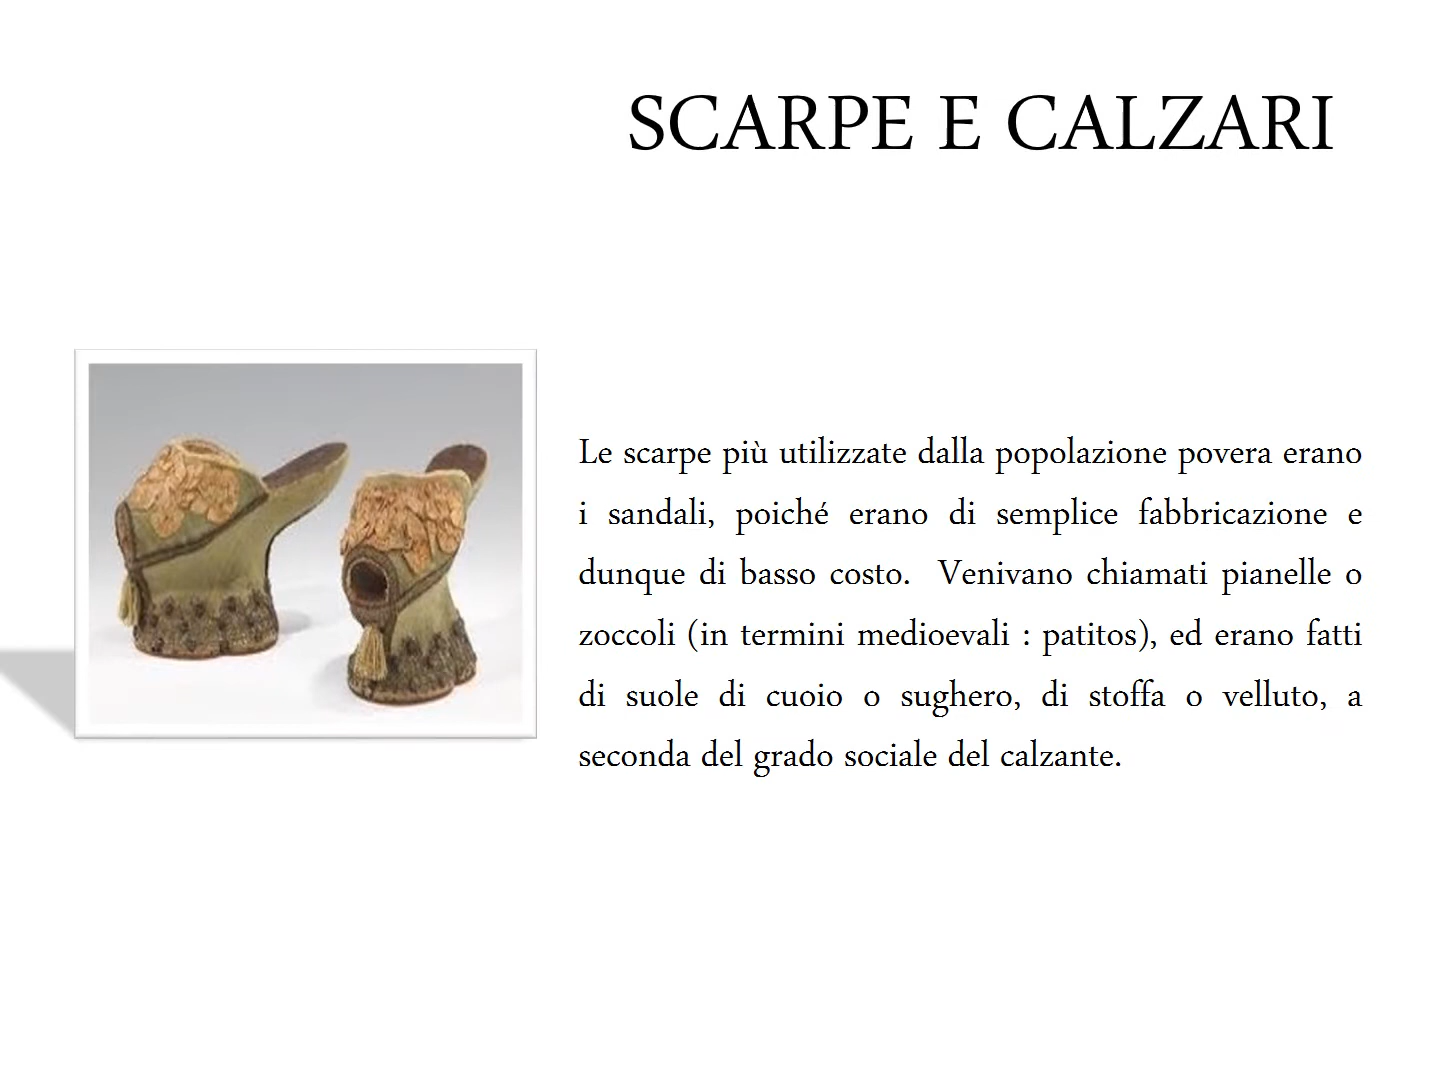 SCARPE E CALZARI
Le scarpe più utilizzate dalla popolazione povera erano
i sandali, poiché erano di semplice fabbricazione e
dunque di basso costo.  Venivano chiamati pianelle o
zoccoli (in termini medioevali : patitos), ed erano fatti
di suole di cuoio o sughero, di stoffa o velluto, a
seconda del grado sociale del calzante.